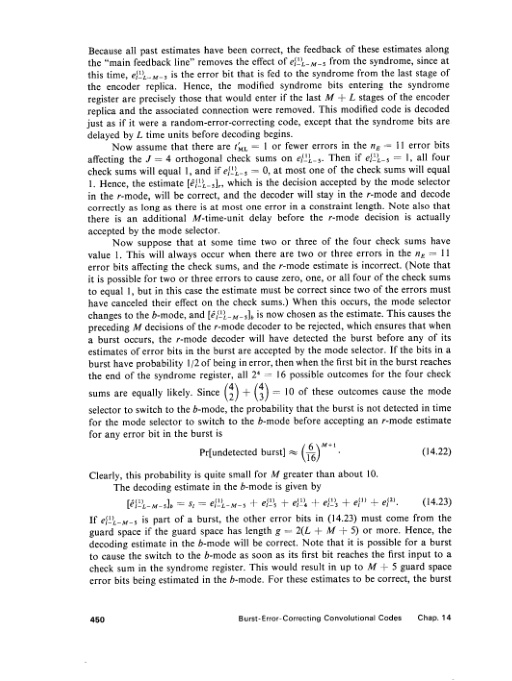 Because all past estimates have been correct, the feedback of these estimates along
the “main feedback line” removes the effect of e_{l-L-M-5}^{(1)} from the syndrome, since at
this time, e_{l-L-M-5}^{(1)} is the error bit that is fed to the syndrome from the last stage of
the encoder replica. Hence, the modified syndrome bits entering the syndrome
register are precisely those that would enter if the last M + L stages of the encoder
replica and the associated connection were removed. This modified code is decoded
just as if it were a random-error-correcting code, except that the syndrome bits are
delayed by L time units before decoding begins.
Now assume that there are t'_{ML} = 1 or fewer errors in the n_E = 11 error bits
affecting the J = 4 orthogonal check sums on e_{l-L-5}^{(1)}. Then if e_{l-L-5}^{(1)} = 1, all four
check sums will equal 1, and if e_{l-L-5}^{(1)} = 0, at most one of the check sums will equal
1. Hence, the estimate [ê_{l-L-5}^{(1)}]_r, which is the decision accepted by the mode selector
in the r-mode, will be correct, and the decoder will stay in the r-mode and decode
correctly as long as there is at most one error in a constraint length. Note also that
there is an additional M-time-unit delay before the r-mode decision is actually
accepted by the mode selector.
Now suppose that at some time two or three of the four check sums have
value 1. This will always occur when there are two or three errors in the n_E = 11
error bits affecting the check sums, and the r-mode estimate is incorrect. (Note that
it is possible for two or three errors to cause zero, one, or all four of the check sums
to equal 1, but in this case the estimate must be correct since two of the errors must
have canceled their effect on the check sums.) When this occurs, the mode selector
changes to the b-mode, and [ê_{l-L-M-5}^{(1)}]_b is now chosen as the estimate. This causes the
preceding M decisions of the r-mode decoder to be rejected, which ensures that when
a burst occurs, the r-mode decoder will have detected the burst before any of its
estimates of error bits in the burst are accepted by the mode selector. If the bits in a
burst have probability 1/2 of being in error, then when the first bit in the burst reaches
the end of the syndrome register, all 2⁴ = 16 possible outcomes for the four check
sums are equally likely. Since (4 2) + (4 3) = 10 of these outcomes cause the mode
selector to switch to the b-mode, the probability that the burst is not detected in time
for the mode selector to switch to the b-mode before accepting an r-mode estimate
for any error bit in the burst is
Pr[undetected burst] ≈ (6/16)^{M+1}. (14.22)
Clearly, this probability is quite small for M greater than about 10.
The decoding estimate in the b-mode is given by
[ê_{l-L-M-5}^{(1)}]_b = s_l = e_{l-L-M-5}^{(1)} + e_{l-5}^{(1)} + e_{l-4}^{(1)} + e_{l-3}^{(1)} + e_l^{(1)} + e_l^{(2)}. (14.23)
If e_{l-L-M-5}^{(1)} is part of a burst, the other error bits in (14.23) must come from the
guard space if the guard space has length g = 2(L + M + 5) or more. Hence, the
decoding estimate in the b-mode will be correct. Note that it is possible for a burst
to cause the switch to the b-mode as soon as its first bit reaches the first input to a
check sum in the syndrome register. This would result in up to M + 5 guard space
error bits being estimated in the b-mode. For these estimates to be correct, the burst
450 Burst-Error-Correcting Convolutional Codes Chap. 14